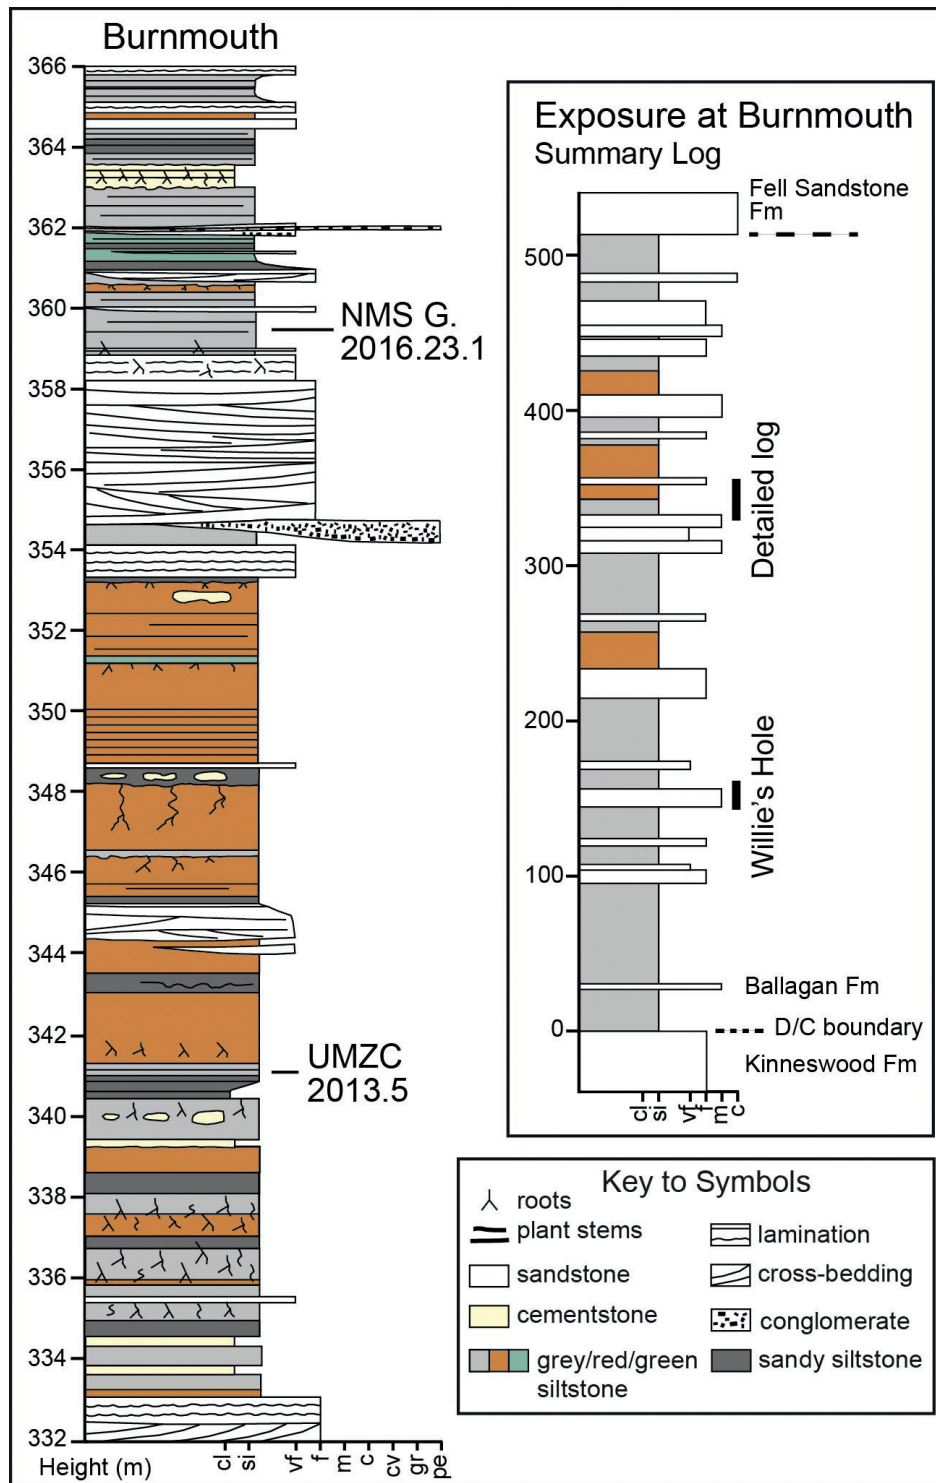 Burnmouth
366
364
362
360
358
356
354
352
350
348
346
344
342
340
338
336
334
332
NMS G.
2016.23.1
UMZC
2013.5
Height (m)
cl
si
vf
f
m
c
cv
gr
pe
Exposure at Burnmouth
Summary Log
Fell Sandstone
Fm
500
400
300
200
100
0
Detailed log
Willie's Hole
Ballagan Fm
D/C boundary
Kinneswood Fm
cl
si
vf
f
m
c
Key to Symbols
roots
plant stems
sandstone
cementstone
grey/red/green
siltstone
lamination
cross-bedding
conglomerate
sandy siltstone